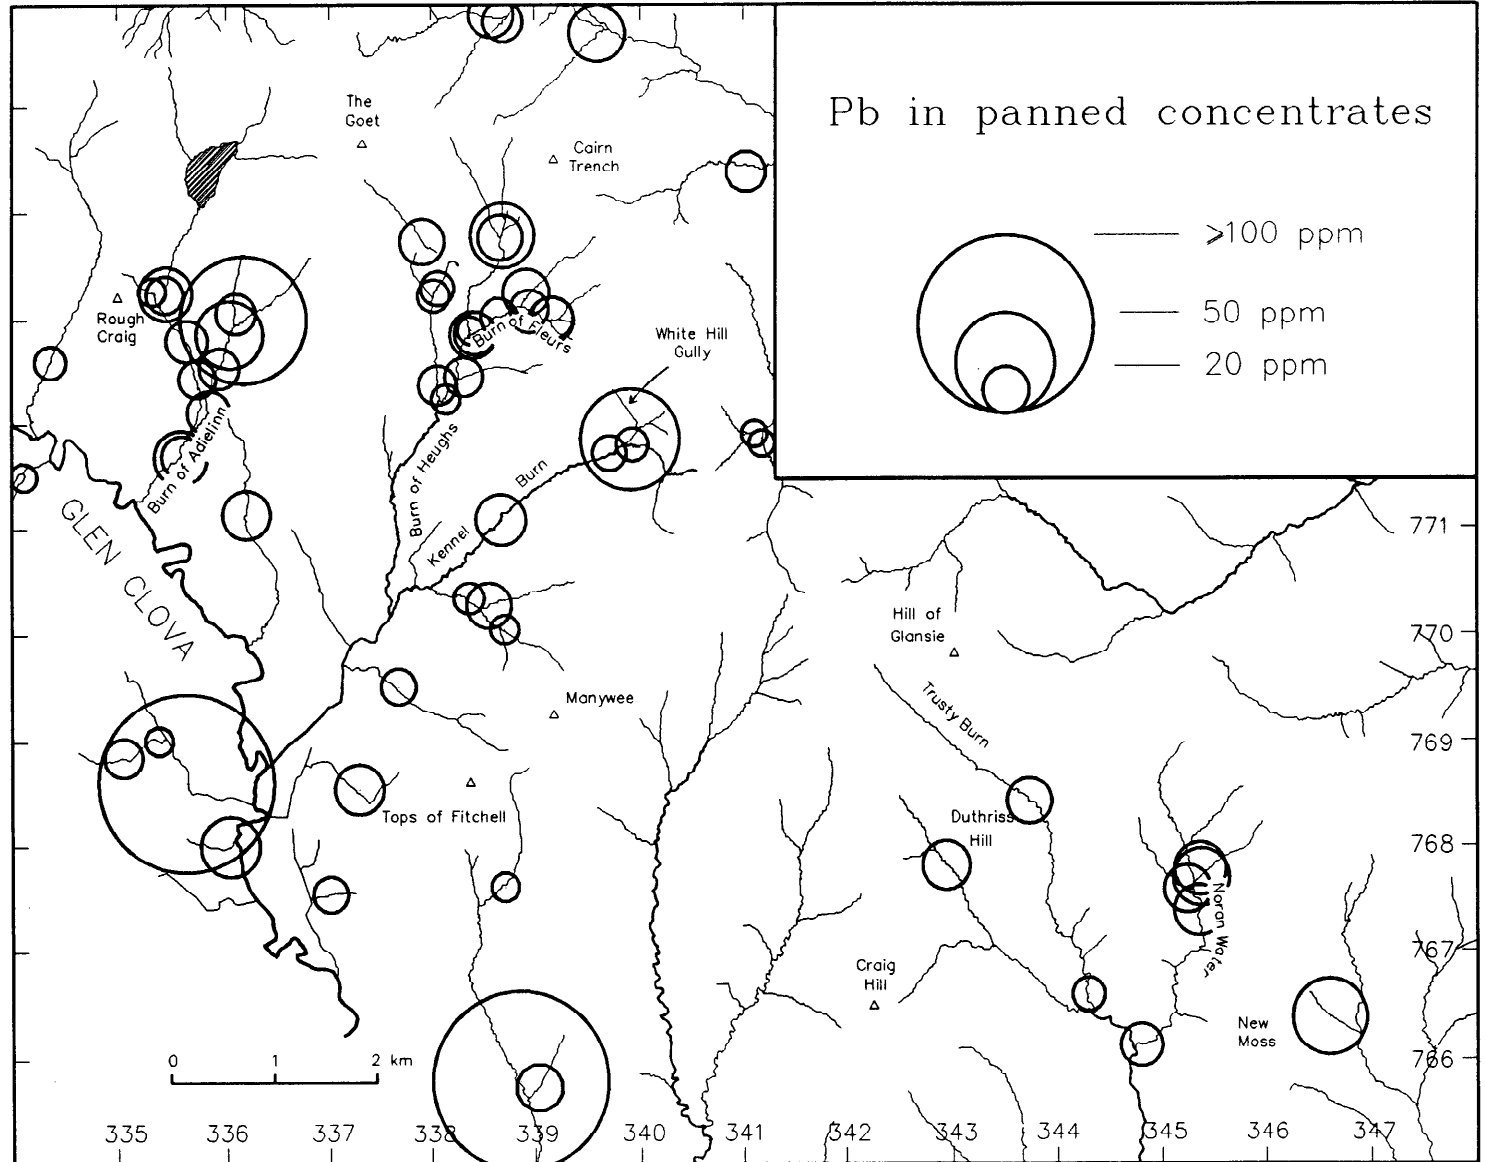 Pb in panned concentrates
⩾100 ppm
50 ppm
20 ppm
The
Goet
Cairn
Trench
Rough
Craig
Burn of Fleurs
White Hill
Gully
Burn of Adielinn
Burn of Heughs
Kennel Burn
GLEN CLOVA
771
Hill of
Glansie
770
Manywee
Trusty Burn
769
Tops of Fitchell
Duthriss
Hill
768
Noran Water
767
Craig
Hill
New
Moss
766
0 1 2 km
335 336 337 338 339 340 341 342 343 344 345 346 347